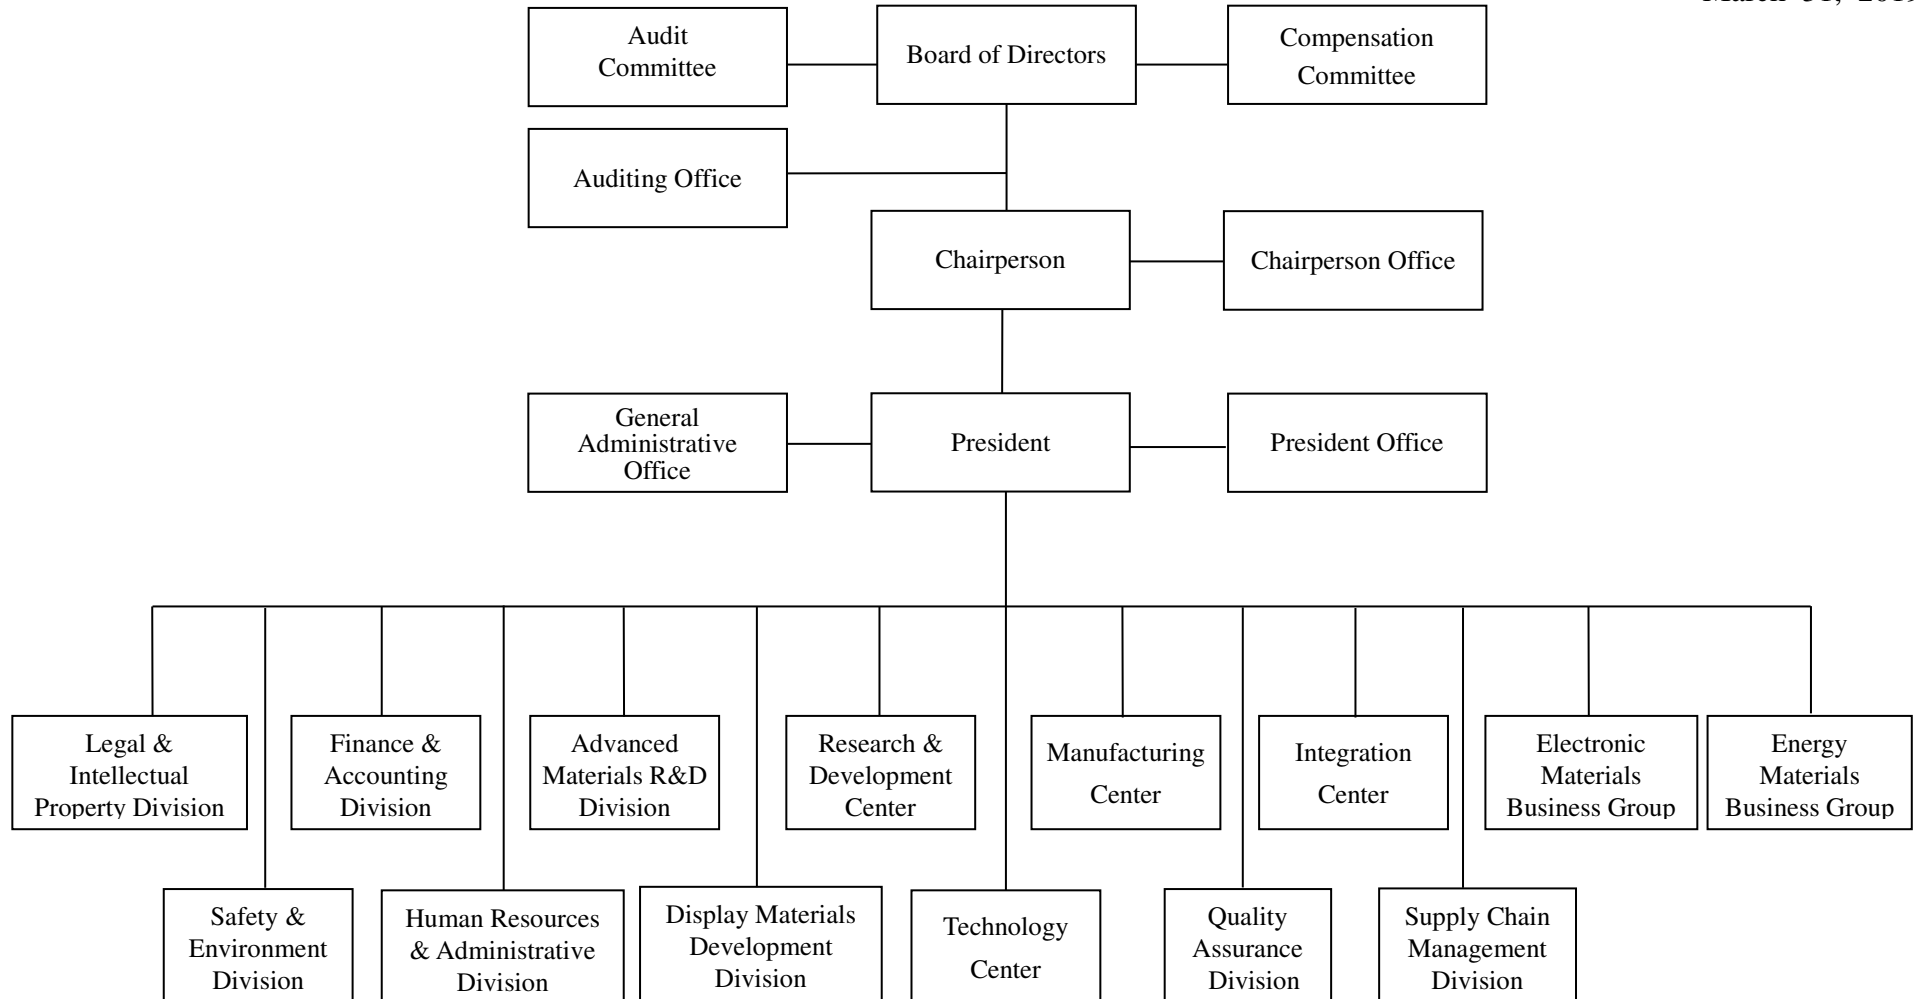 March 31, 2019
Audit
Committee
Board of Directors
Compensation
Committee
Auditing Office
Chairperson
Chairperson Office
General
Administrative
Office
President
President Office
Legal &
Intellectual
Property Division
Finance &
Accounting
Division
Advanced
Materials R&D
Division
Research &
Development
Center
Manufacturing
Center
Integration
Center
Electronic
Materials
Business Group
Energy
Materials
Business Group
Safety &
Environment
Division
Human Resources
& Administrative
Division
Display Materials
Development
Division
Technology
Center
Quality
Assurance
Division
Supply Chain
Management
Division